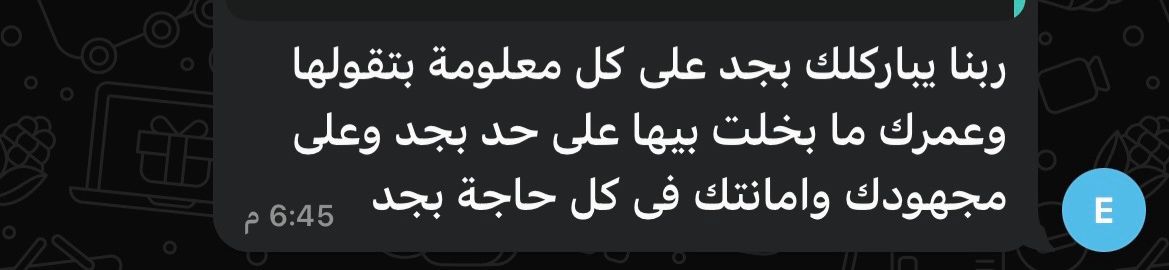 ربنا يباركلك بجد على كل معلومة بتقولها
وعمرك ما بخلت بيها على حد بجد وعلى
مجهودك وامانتك فى كل حاجة بجد
6:45 م
E